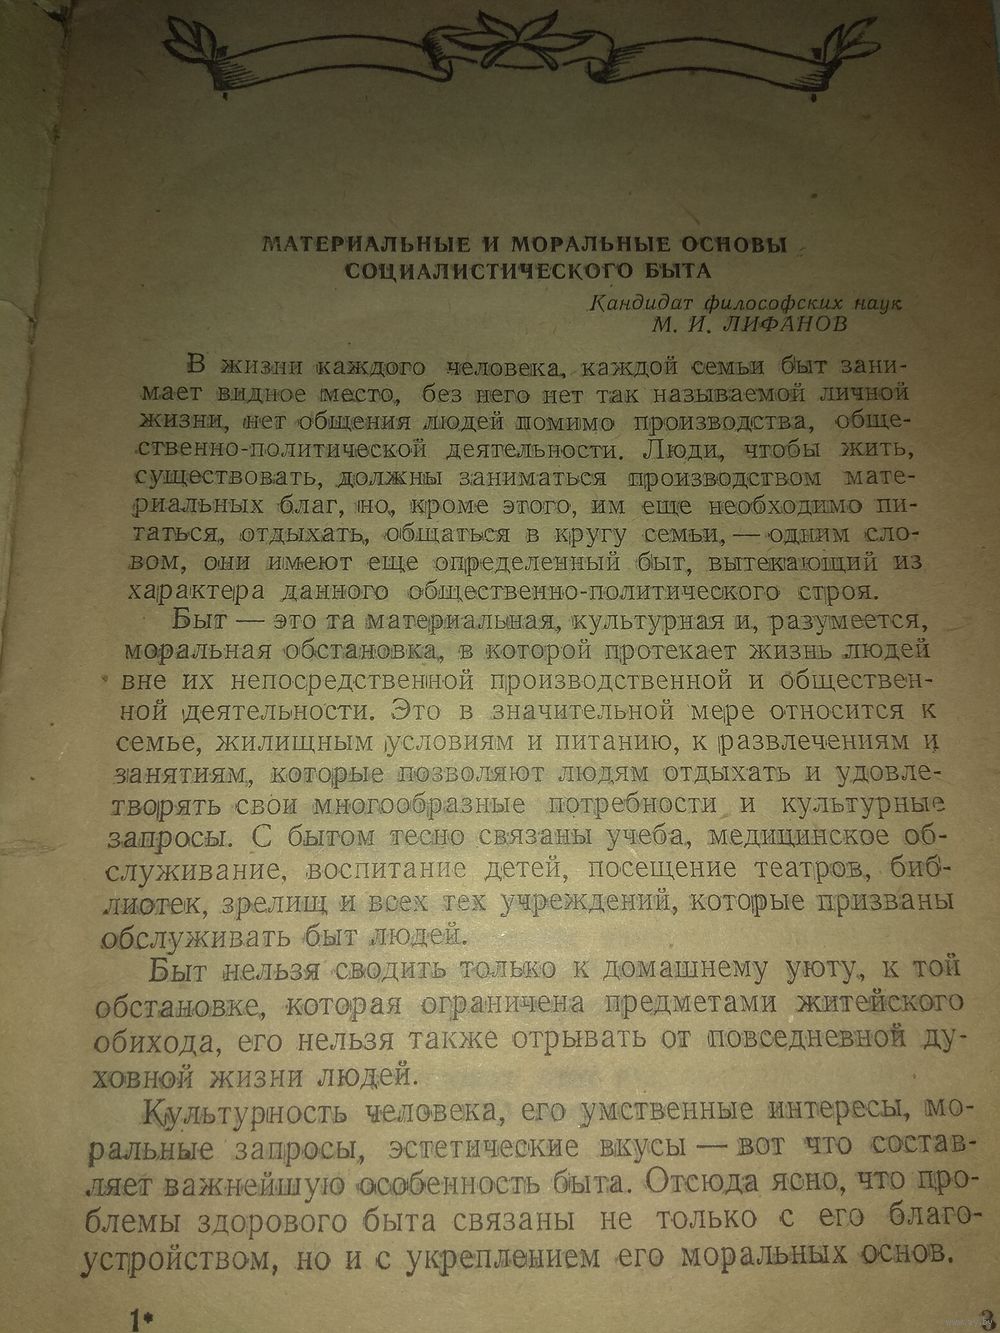 МАТЕРИАЛЬНЫЕ И МОРАЛЬНЫЕ ОСНОВЫ
СОЦИАЛИСТИЧЕСКОГО БЫТА
Кандидат философских наук
М. И. ЛИФАНОВ
В жизни каждого человека, каждой семьи быт зани-
мает видное место, без него нет так называемой личной
жизни, нет общения людей помимо производства, обще-
ственно-политической деятельности. Люди, чтобы жить,
существовать, должны заниматься производством мате-
риальных благ, но, кроме этого, им еще необходимо пи-
таться, отдыхать, общаться в кругу семьи, — одним сло-
вом, они имеют еще определенный быт, вытекающий из
характера данного общественно-политического строя.
Быт — это та материальная, культурная и, разумеется,
моральная обстановка, в которой протекает жизнь людей
вне их непосредственной производственной и обществен-
ной деятельности. Это в значительной мере относится к
семье, жилищным условиям и питанию, к развлечениям и
занятиям, которые позволяют людям отдыхать и удовле-
творять свои многообразные потребности и культурные
запросы. С бытом тесно связаны учеба, медицинское об-
служивание, воспитание детей, посещение театров, биб-
лиотек, зрелищ и всех тех учреждений, которые призваны
обслуживать быт людей.
Быт нельзя сводить только к домашнему уюту, к той
обстановке, которая ограничена предметами житейского
обихода, его нельзя также отрывать от повседневной ду-
ховной жизни людей.
Культурность человека, его умственные интересы, мо-
ральные запросы, эстетические вкусы — вот что состав-
ляет важнейшую особенность быта. Отсюда ясно, что про-
блемы здорового быта связаны не только с его благо-
устройством, но и с укреплением его моральных основ.
1*
3
www.ay.by